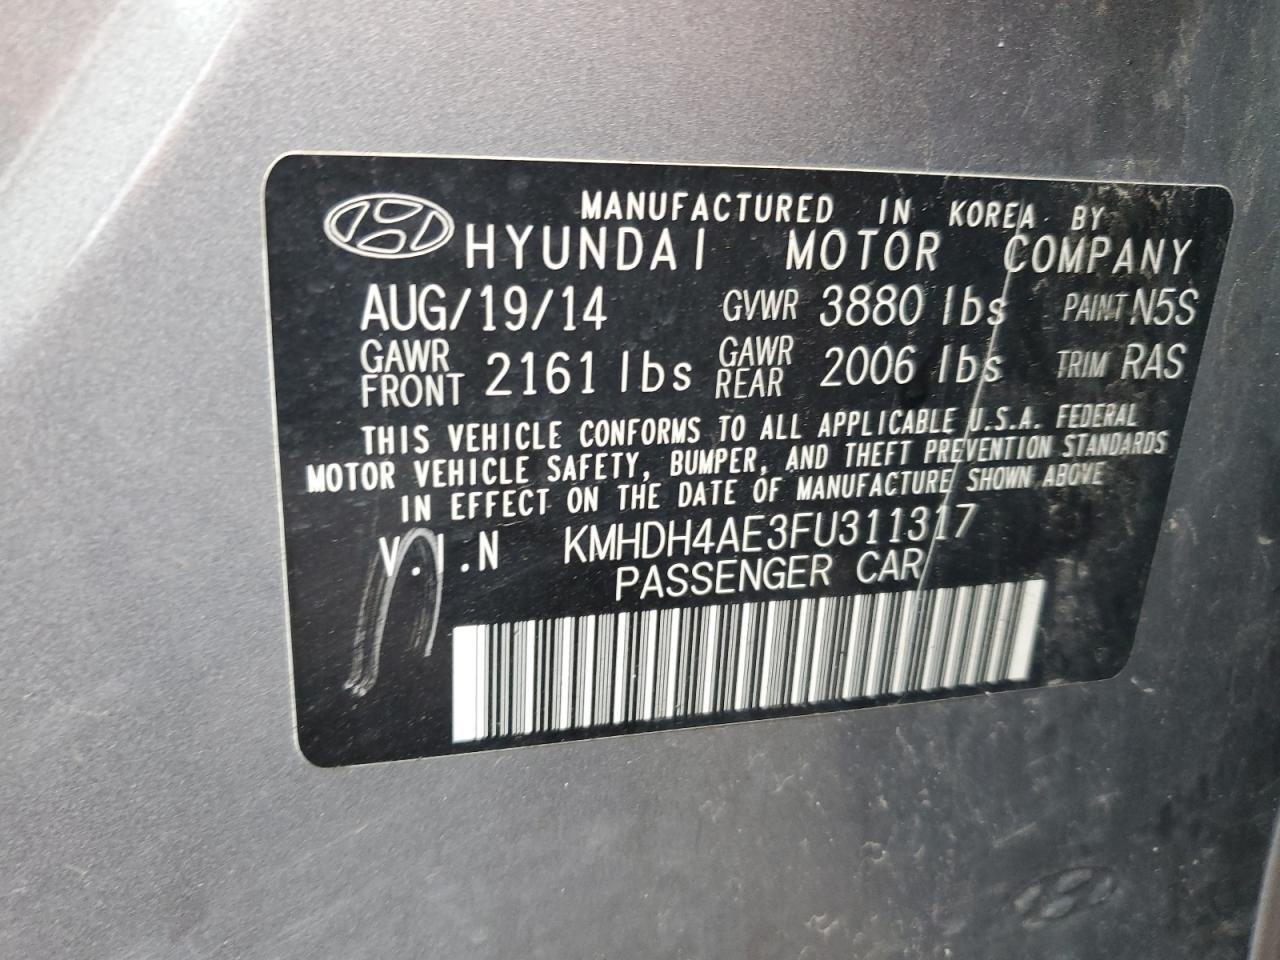 MANUFACTURED IN KOREA BY
HYUNDAI MOTOR COMPANY
AUG/19/14 GVWR 3880 lbs PAINT N5S
GAWR FRONT 2161 lbs GAWR REAR 2006 lbs TRIM RAS
THIS VEHICLE CONFORMS TO ALL APPLICABLE U.S.A. FEDERAL
MOTOR VEHICLE SAFETY, BUMPER, AND THEFT PREVENTION STANDARDS
IN EFFECT ON THE DATE OF MANUFACTURE SHOWN ABOVE
V.I.N KMHDH4AE3FU311317
PASSENGER CAR